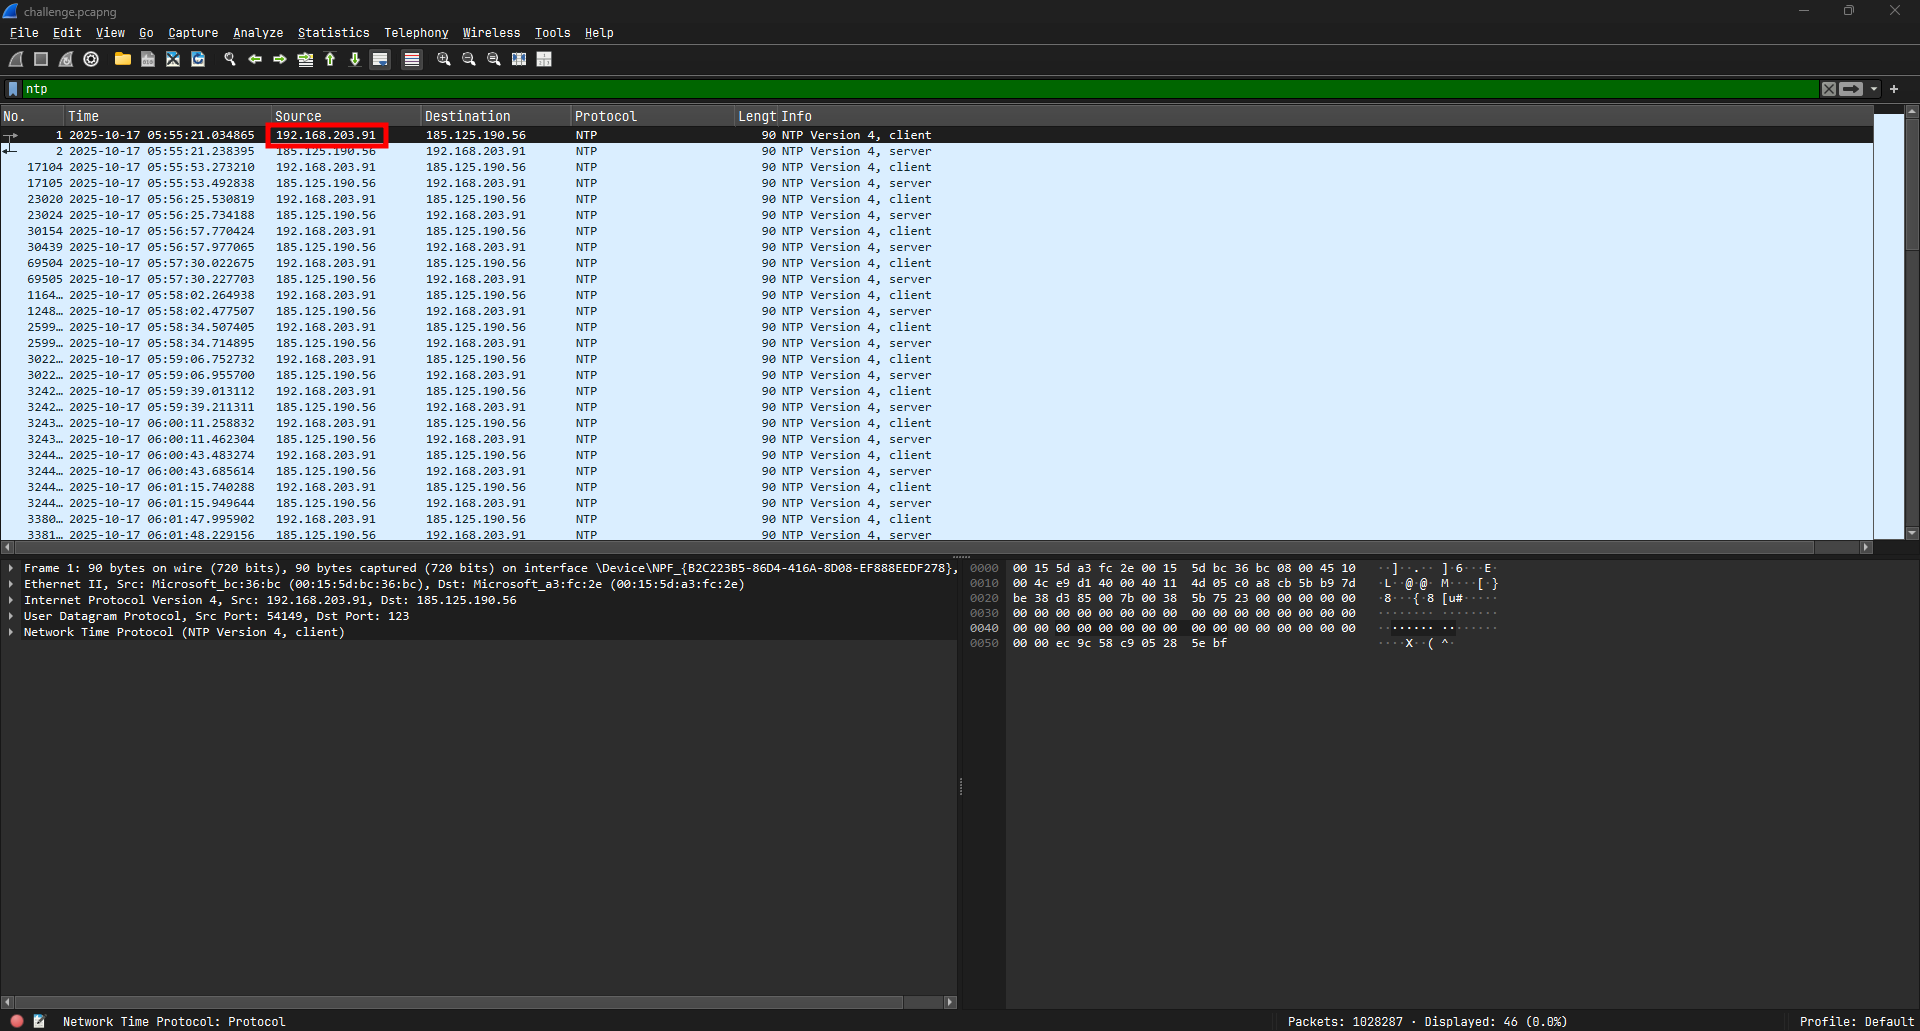 challenge.pcapng
File Edit View Go Capture Analyze Statistics Telephony Wireless Tools Help
ntp
No. Time Source Destination Protocol Lengt Info
1 2025-10-17 05:55:21.034865 192.168.203.91 185.125.190.56 NTP 90 NTP Version 4, client
2 2025-10-17 05:55:21.238395 185.125.190.56 192.168.203.91 NTP 90 NTP Version 4, server
17104 2025-10-17 05:55:53.273210 192.168.203.91 185.125.190.56 NTP 90 NTP Version 4, client
17105 2025-10-17 05:55:53.492838 185.125.190.56 192.168.203.91 NTP 90 NTP Version 4, server
23020 2025-10-17 05:56:25.530819 192.168.203.91 185.125.190.56 NTP 90 NTP Version 4, client
23024 2025-10-17 05:56:25.734188 185.125.190.56 192.168.203.91 NTP 90 NTP Version 4, server
30154 2025-10-17 05:56:57.770424 192.168.203.91 185.125.190.56 NTP 90 NTP Version 4, client
30439 2025-10-17 05:56:57.977065 185.125.190.56 192.168.203.91 NTP 90 NTP Version 4, server
69504 2025-10-17 05:57:30.022675 192.168.203.91 185.125.190.56 NTP 90 NTP Version 4, client
69505 2025-10-17 05:57:30.227703 185.125.190.56 192.168.203.91 NTP 90 NTP Version 4, server
1164… 2025-10-17 05:58:02.264938 192.168.203.91 185.125.190.56 NTP 90 NTP Version 4, client
1248… 2025-10-17 05:58:02.477507 185.125.190.56 192.168.203.91 NTP 90 NTP Version 4, server
2599… 2025-10-17 05:58:34.507405 192.168.203.91 185.125.190.56 NTP 90 NTP Version 4, client
2599… 2025-10-17 05:58:34.714895 185.125.190.56 192.168.203.91 NTP 90 NTP Version 4, server
3022… 2025-10-17 05:59:06.752732 192.168.203.91 185.125.190.56 NTP 90 NTP Version 4, client
3022… 2025-10-17 05:59:06.955700 185.125.190.56 192.168.203.91 NTP 90 NTP Version 4, server
3242… 2025-10-17 05:59:39.013112 192.168.203.91 185.125.190.56 NTP 90 NTP Version 4, client
3242… 2025-10-17 05:59:39.211311 185.125.190.56 192.168.203.91 NTP 90 NTP Version 4, server
3243… 2025-10-17 06:00:11.258832 192.168.203.91 185.125.190.56 NTP 90 NTP Version 4, client
3243… 2025-10-17 06:00:11.462304 185.125.190.56 192.168.203.91 NTP 90 NTP Version 4, server
3244… 2025-10-17 06:00:43.483274 192.168.203.91 185.125.190.56 NTP 90 NTP Version 4, client
3244… 2025-10-17 06:00:43.685614 185.125.190.56 192.168.203.91 NTP 90 NTP Version 4, server
3244… 2025-10-17 06:01:15.740288 192.168.203.91 185.125.190.56 NTP 90 NTP Version 4, client
3244… 2025-10-17 06:01:15.949644 185.125.190.56 192.168.203.91 NTP 90 NTP Version 4, server
3380… 2025-10-17 06:01:47.995902 192.168.203.91 185.125.190.56 NTP 90 NTP Version 4, client
3381… 2025-10-17 06:01:48.229156 185.125.190.56 192.168.203.91 NTP 90 NTP Version 4, server
Frame 1: 90 bytes on wire (720 bits), 90 bytes captured (720 bits) on interface \Device\NPF_{B2C223B5-86D4-416A-8D08-EF888EEDF278},
Ethernet II, Src: Microsoft_bc:36:bc (00:15:5d:bc:36:bc), Dst: Microsoft_a3:fc:2e (00:15:5d:a3:fc:2e)
Internet Protocol Version 4, Src: 192.168.203.91, Dst: 185.125.190.56
User Datagram Protocol, Src Port: 54149, Dst Port: 123
Network Time Protocol (NTP Version 4, client)
0000 00 15 5d a3 fc 2e 00 15 5d bc 36 bc 08 00 45 10 ··]··.·· ]·6···E·
0010 00 4c e9 d1 40 00 40 11 4d 05 c0 a8 cb 5b b9 7d ·L··@·@· M····[·}
0020 be 38 d3 85 00 7b 00 38 5b 75 23 00 00 00 00 00 ·8···{·8 [u#·····
0030 00 00 00 00 00 00 00 00 00 00 00 00 00 00 00 00 ········ ········
0040 00 00 00 00 00 00 00 00 00 00 00 00 00 00 00 00 ········ ········
0050 00 00 ec 9c 58 c9 05 28 5e bf ····X··( ^·
Network Time Protocol: Protocol
Packets: 1028287 · Displayed: 46 (0.0%)
Profile: Default